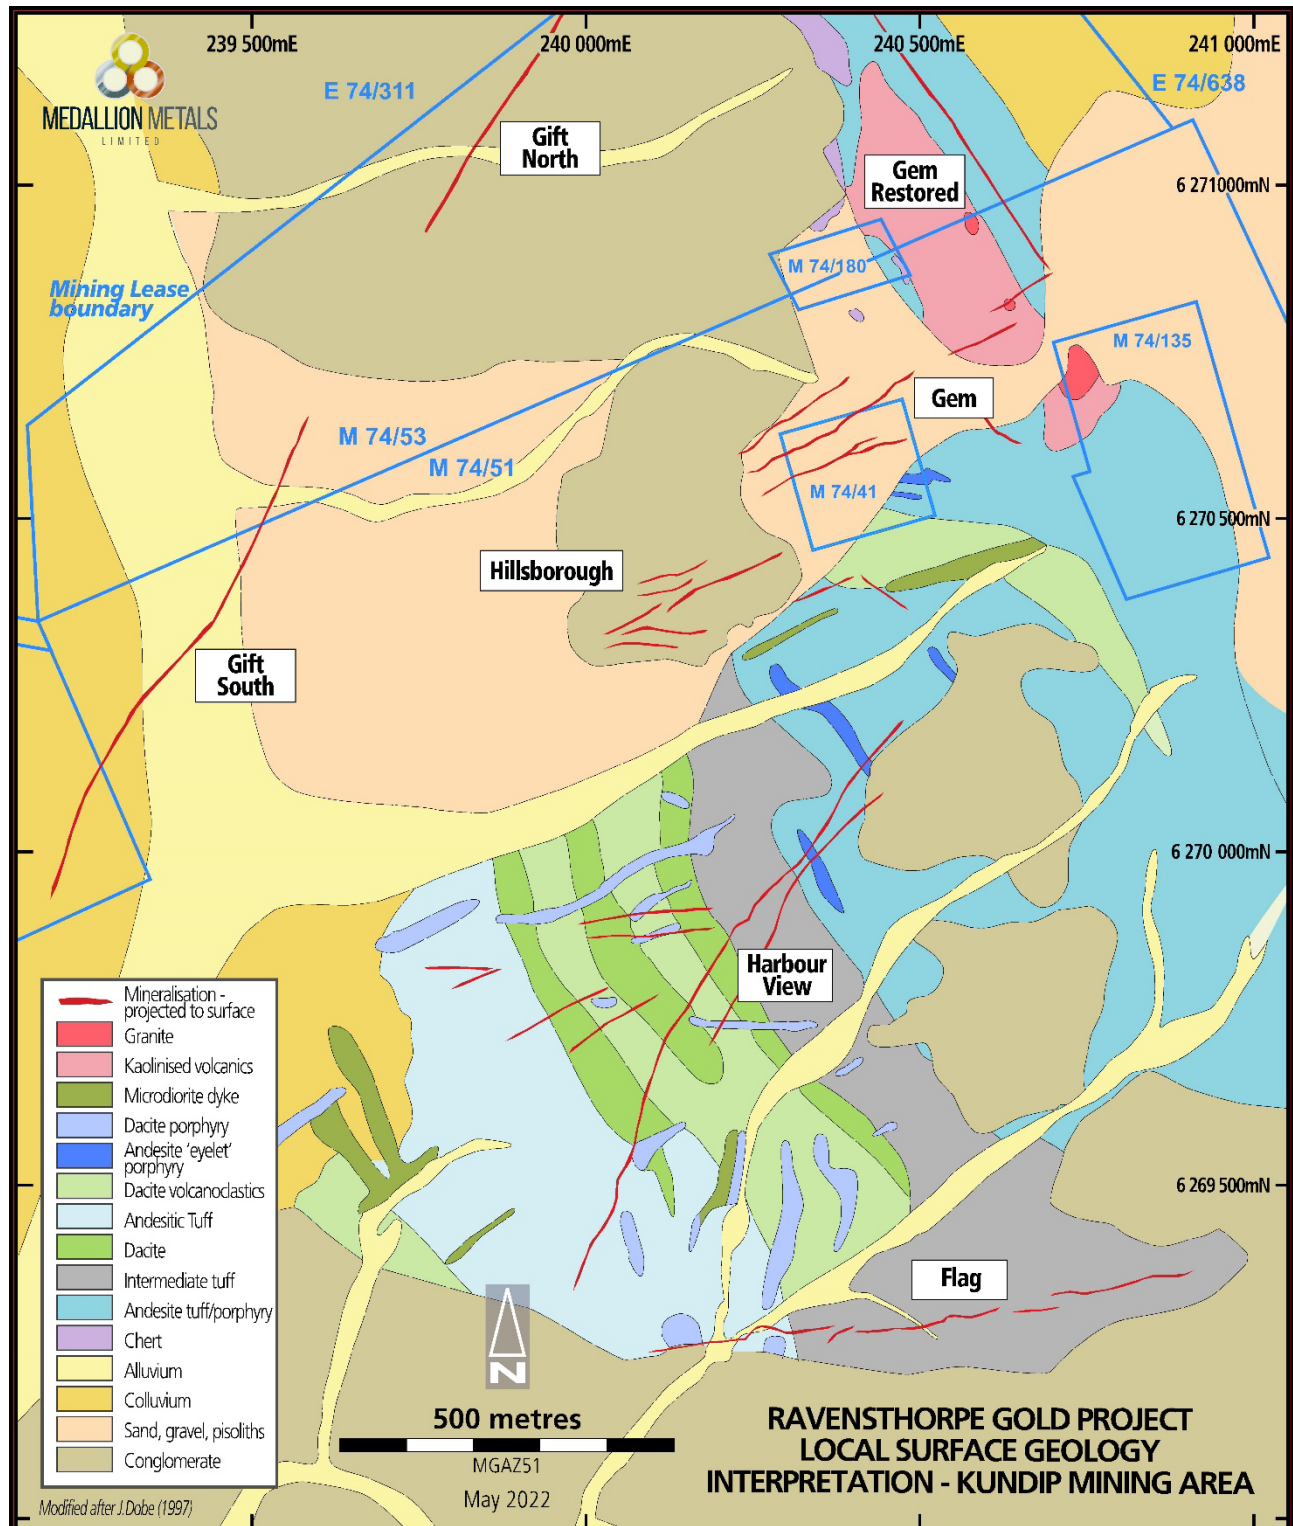 239 500mE
240 000mE
240 500mE
241 000mE
MEDALLION METALS
LIMITED
E 74/311
E 74/638
Gift
North
Gem
Restored
6 271000mN
M 74/180
Mining Lease
boundary
M 74/135
Gem
M 74/53
M 74/51
M 74/41
6 270 500mN
Hillsborough
Gift
South
6 270 000mN
Harbour
View
Mineralisation -
projected to surface
Granite
Kaolinised volcanics
Microdiorite dyke
Dacite porphyry
Andesite 'eyelet'
porphyry
Dacite volcanoclastics
Andesitic Tuff
Dacite
Intermediate tuff
Andesite tuff/porphyry
Chert
Alluvium
Colluvium
Sand, gravel, pisoliths
Conglomerate
6 269 500mN
Flag
N
500 metres
MGAZ51
May 2022
RAVENSTHORPE GOLD PROJECT
LOCAL SURFACE GEOLOGY
INTERPRETATION - KUNDIP MINING AREA
Modified after J.Dobe (1997)